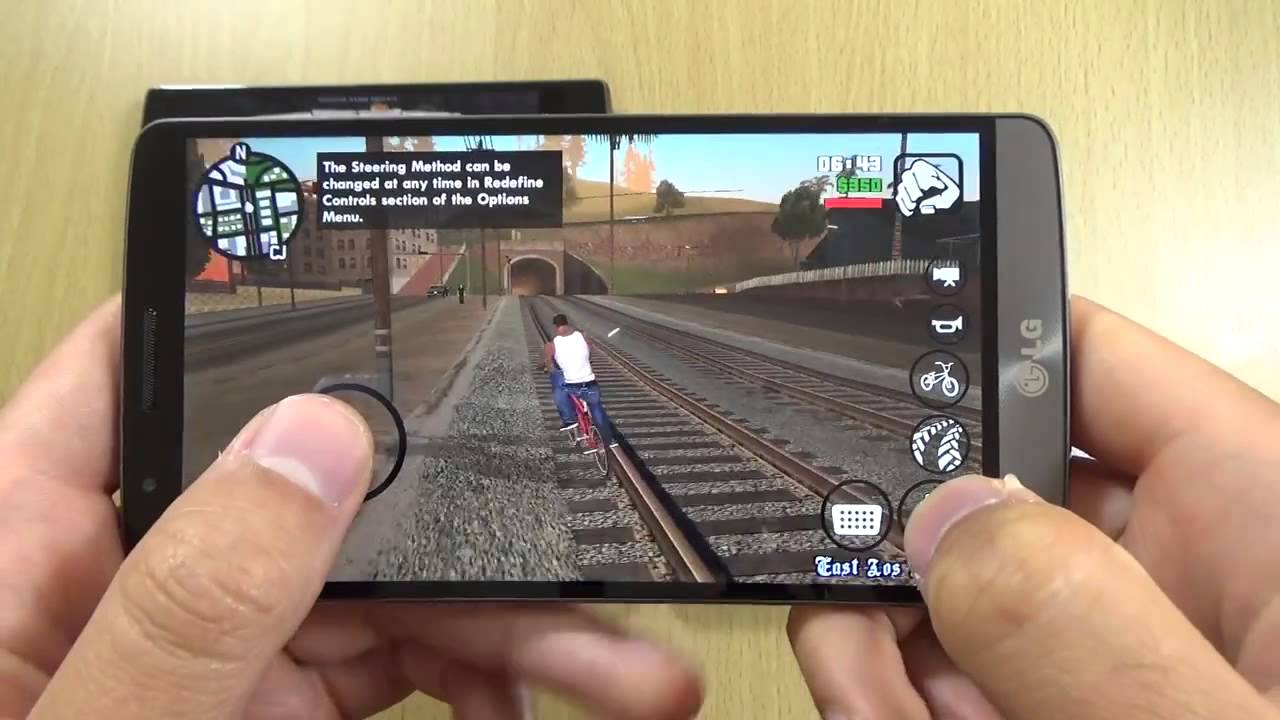 N
The Steering Method can be
changed at any time in Redefine
Controls section of the Options
Menu.
06:43
$350
CJ
LG
East Los